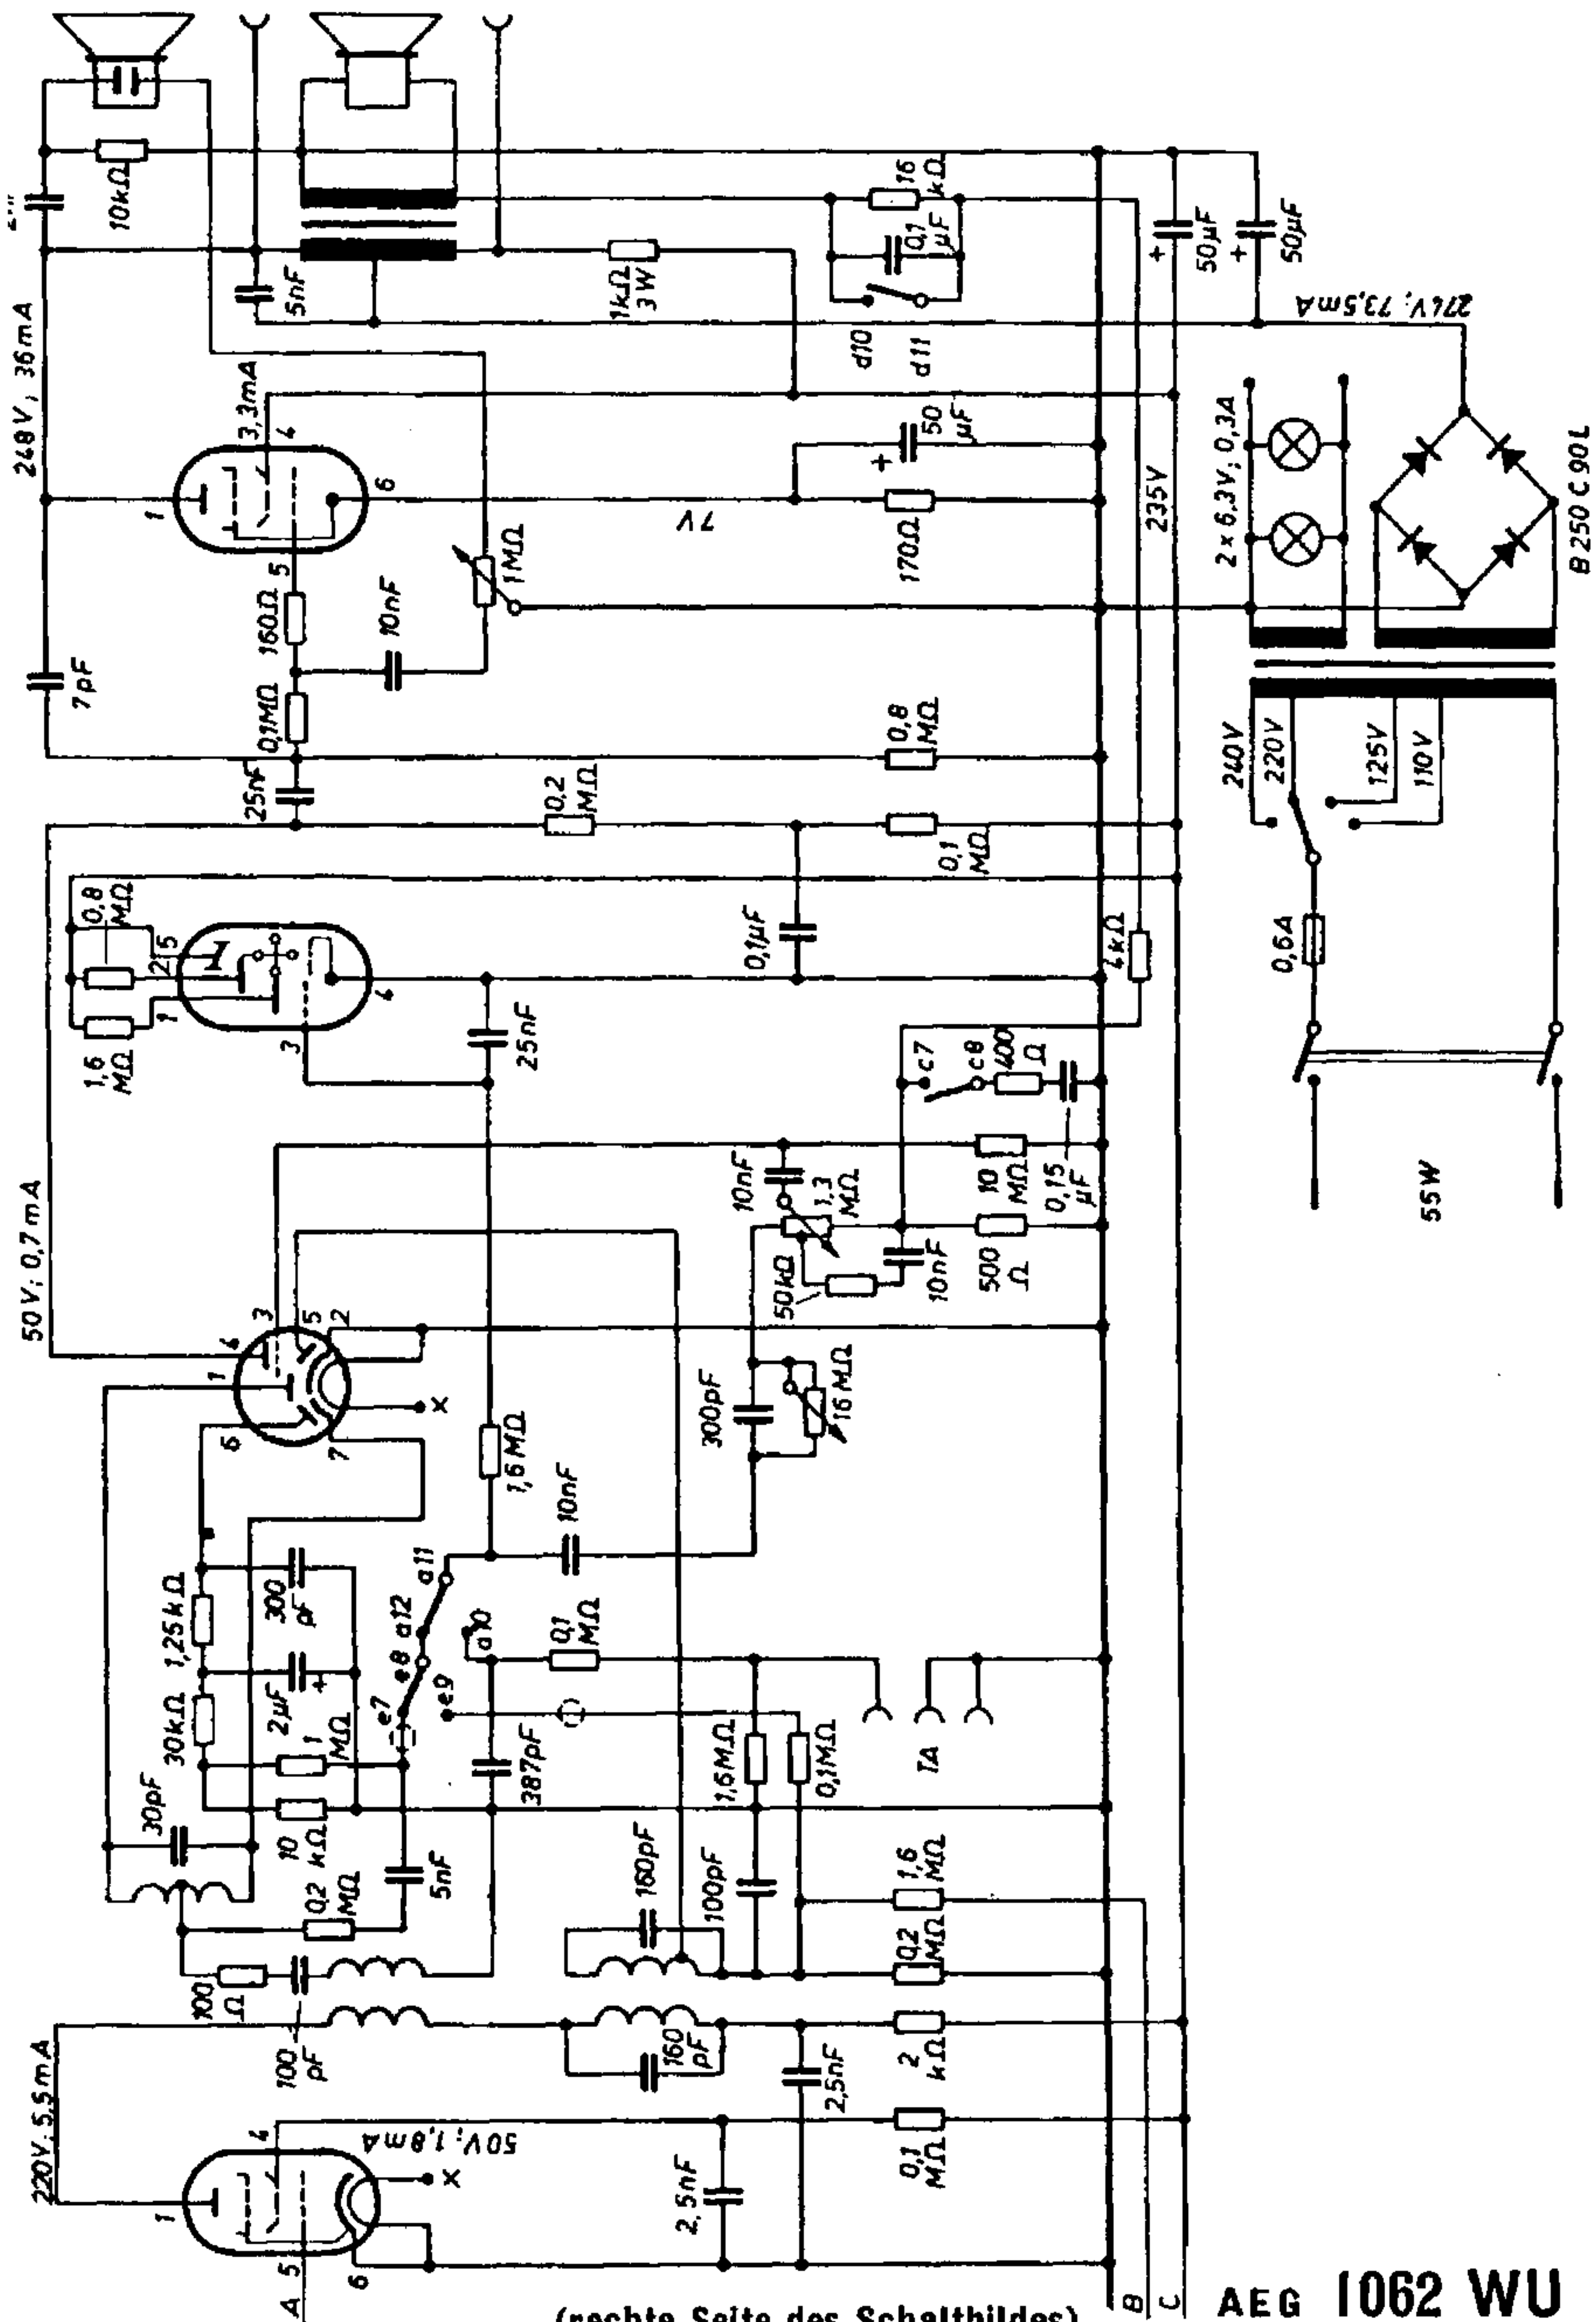 248V; 36mA
10kΩ
5nF
1kΩ
3W
16
kΩ
0,1
µF
d10
d11
+
50µF
+
50µF
274V; 73,5mA
3,3mA
4
1
5
6
7V
160Ω
0,1MΩ
10nF
1MΩ
+
50
µF
170Ω
235V
2 x 6,3V; 0,3A
B250C90L
7pF
25nF
0,8
MΩ
0,2
MΩ
0,1
MΩ
240V
220V
125V
110V
0,6A
55W
50V; 0,7mA
0,8
MΩ
1,6
MΩ
2
5
1
3
4
25nF
0,1µF
4kΩ
c7
c8
400
Ω
0,15
µF
10
MΩ
10nF
1,3
MΩ
50kΩ
10nF
500
Ω
1
4
3
5
2
6
7
x
1,6MΩ
300pF
16MΩ
10nF
1,25kΩ
300
pF
30kΩ
2µF
+
1
MΩ
10
kΩ
30pF
e7
e8
e9
a12
a11
a10
0,1
MΩ
387pF
1,6MΩ
0,1MΩ
TA
0,2
MΩ
5nF
100
Ω
100
pF
160pF
100pF
1,6
MΩ
0,2
MΩ
160
pF
2,5nF
2
kΩ
220V; 5,5mA
1
4
5
6
x
50V; 1,8mA
2,5nF
0,1
MΩ
A
B
C
(rechte Seite des Schaltbildes)
AEG 1062 WU